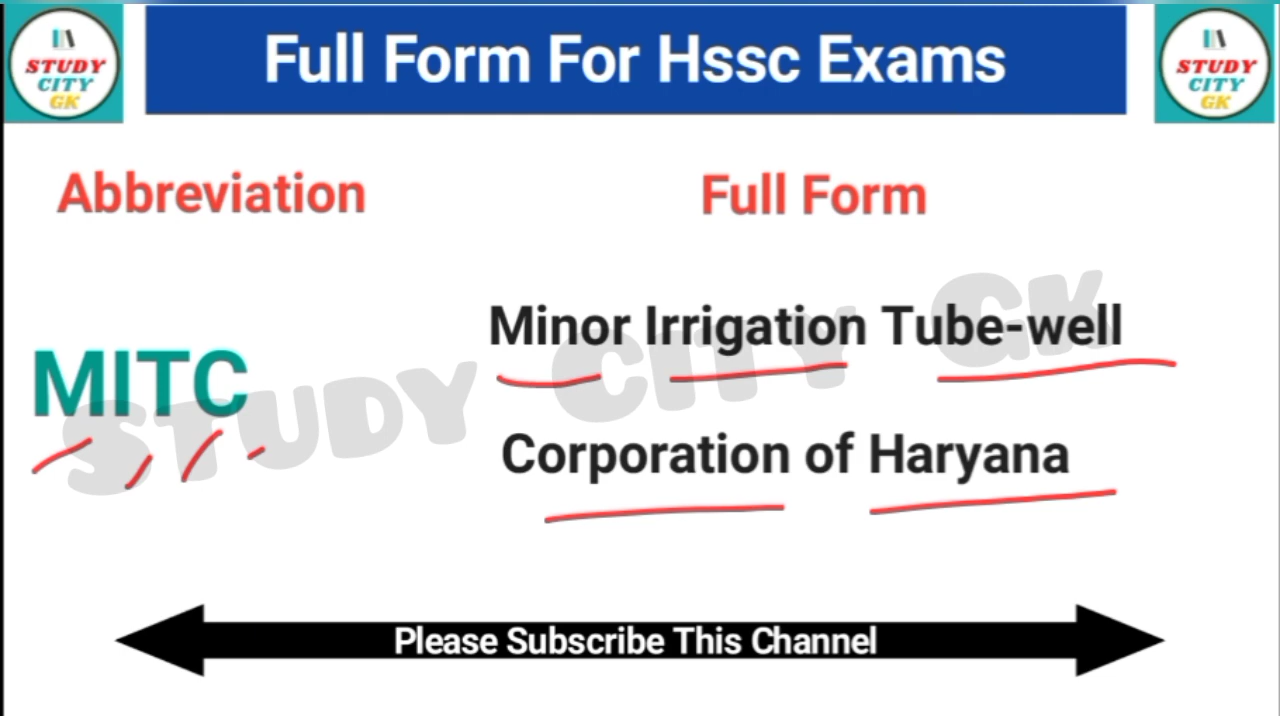 STUDY
CITY
GK
Full Form For Hssc Exams
STUDY
CITY
GK
Abbreviation
Full Form
MITC
Minor Irrigation Tube-well
Corporation of Haryana
STUDY CITY GK
Please Subscribe This Channel